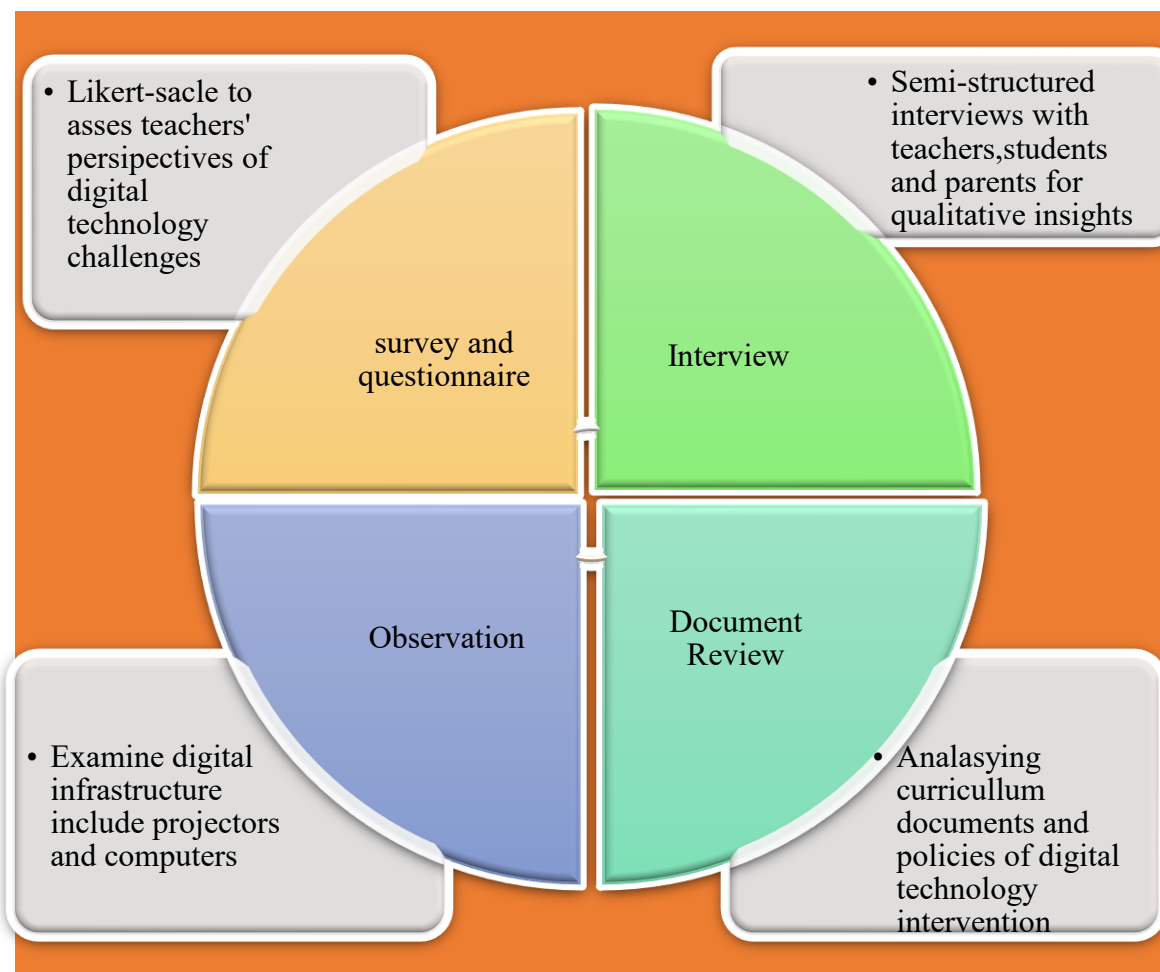 • Likert-sacle to
asses teachers'
persipectives of
digital
technology
challenges
• Semi-structured
interviews with
teachers,students
and parents for
qualitative insights
survey and
questionnaire
Interview
Observation
Document
Review
• Examine digital
infrastructure
include projectors
and computers
• Analasying
curricullum
documents and
policies of digital
technology
intervention